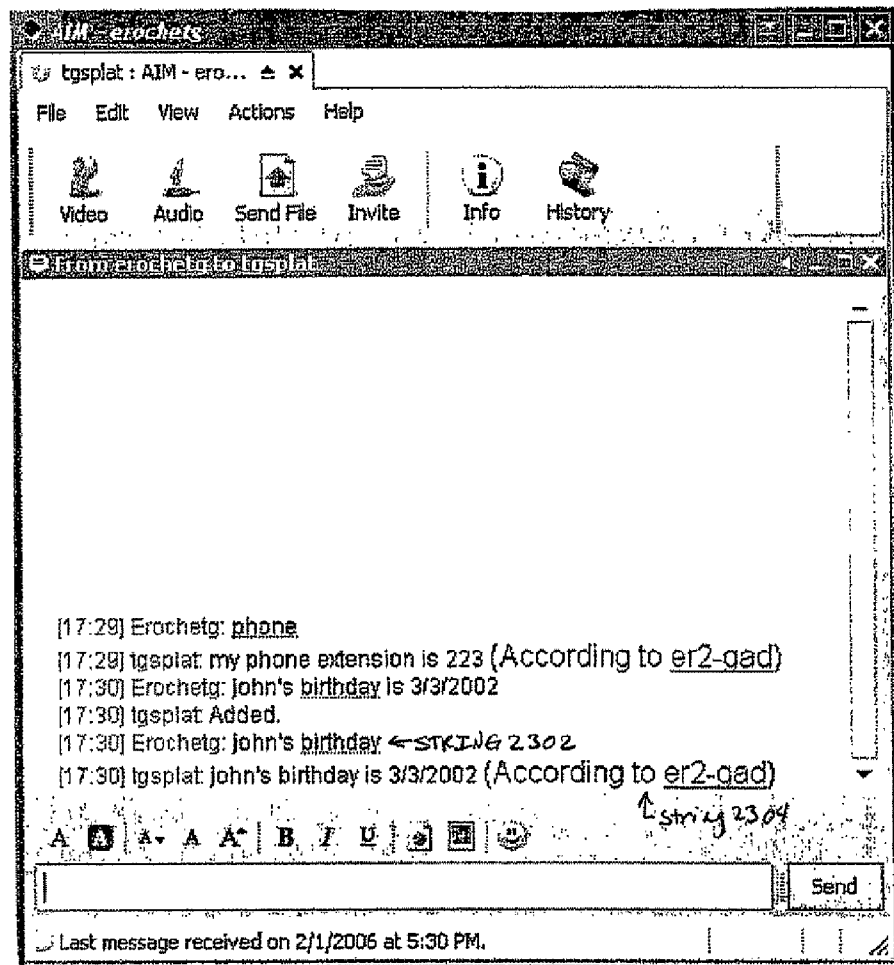 AIM - erochets
tgsplat : AIM - ero...
File Edit View Actions Help
Video Audio Send File Invite Info History
From erochetg to tgsplat
[17:29] Erochetg: phone
[17:29] tgsplat: my phone extension is 223 (According to er2-gad)
[17:30] Erochetg: john's birthday is 3/3/2002
[17:30] tgsplat: Added.
[17:30] Erochetg: john's birthday ← STRING 2302
[17:30] tgsplat: john's birthday is 3/3/2002 (According to er2-gad)
string 2304
A A A A A B I U
Send
Last message received on 2/1/2006 at 5:30 PM.